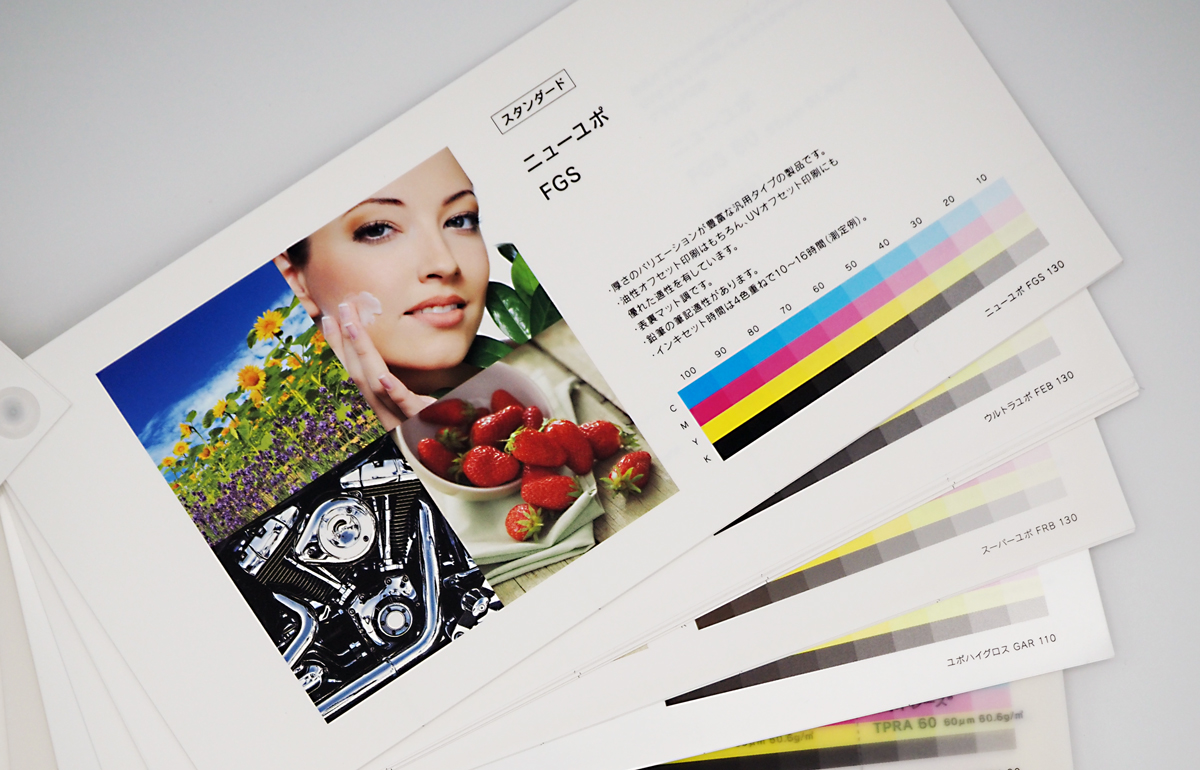 スタンダード
ニューユポ
FGS
・厚さのバリエーションが豊富な汎用タイプの製品です。
・油性オフセット印刷はもちろん、UVオフセット印刷にも
優れた適性を有しています。
・表裏マット調です。
・鉛筆の筆記適性があります。
・インキセット時間は4色重ねで10～16時間(測定例)。
100 90 80 70 60 50 40 30 20 10
C
M
Y
K
ニューユポ FGS 130
ウルトラユポ FEB 130
スーパーユポ FRB 130
ユポハイグロス GAR 110
TPRA 60 60μm 60.6g/㎡